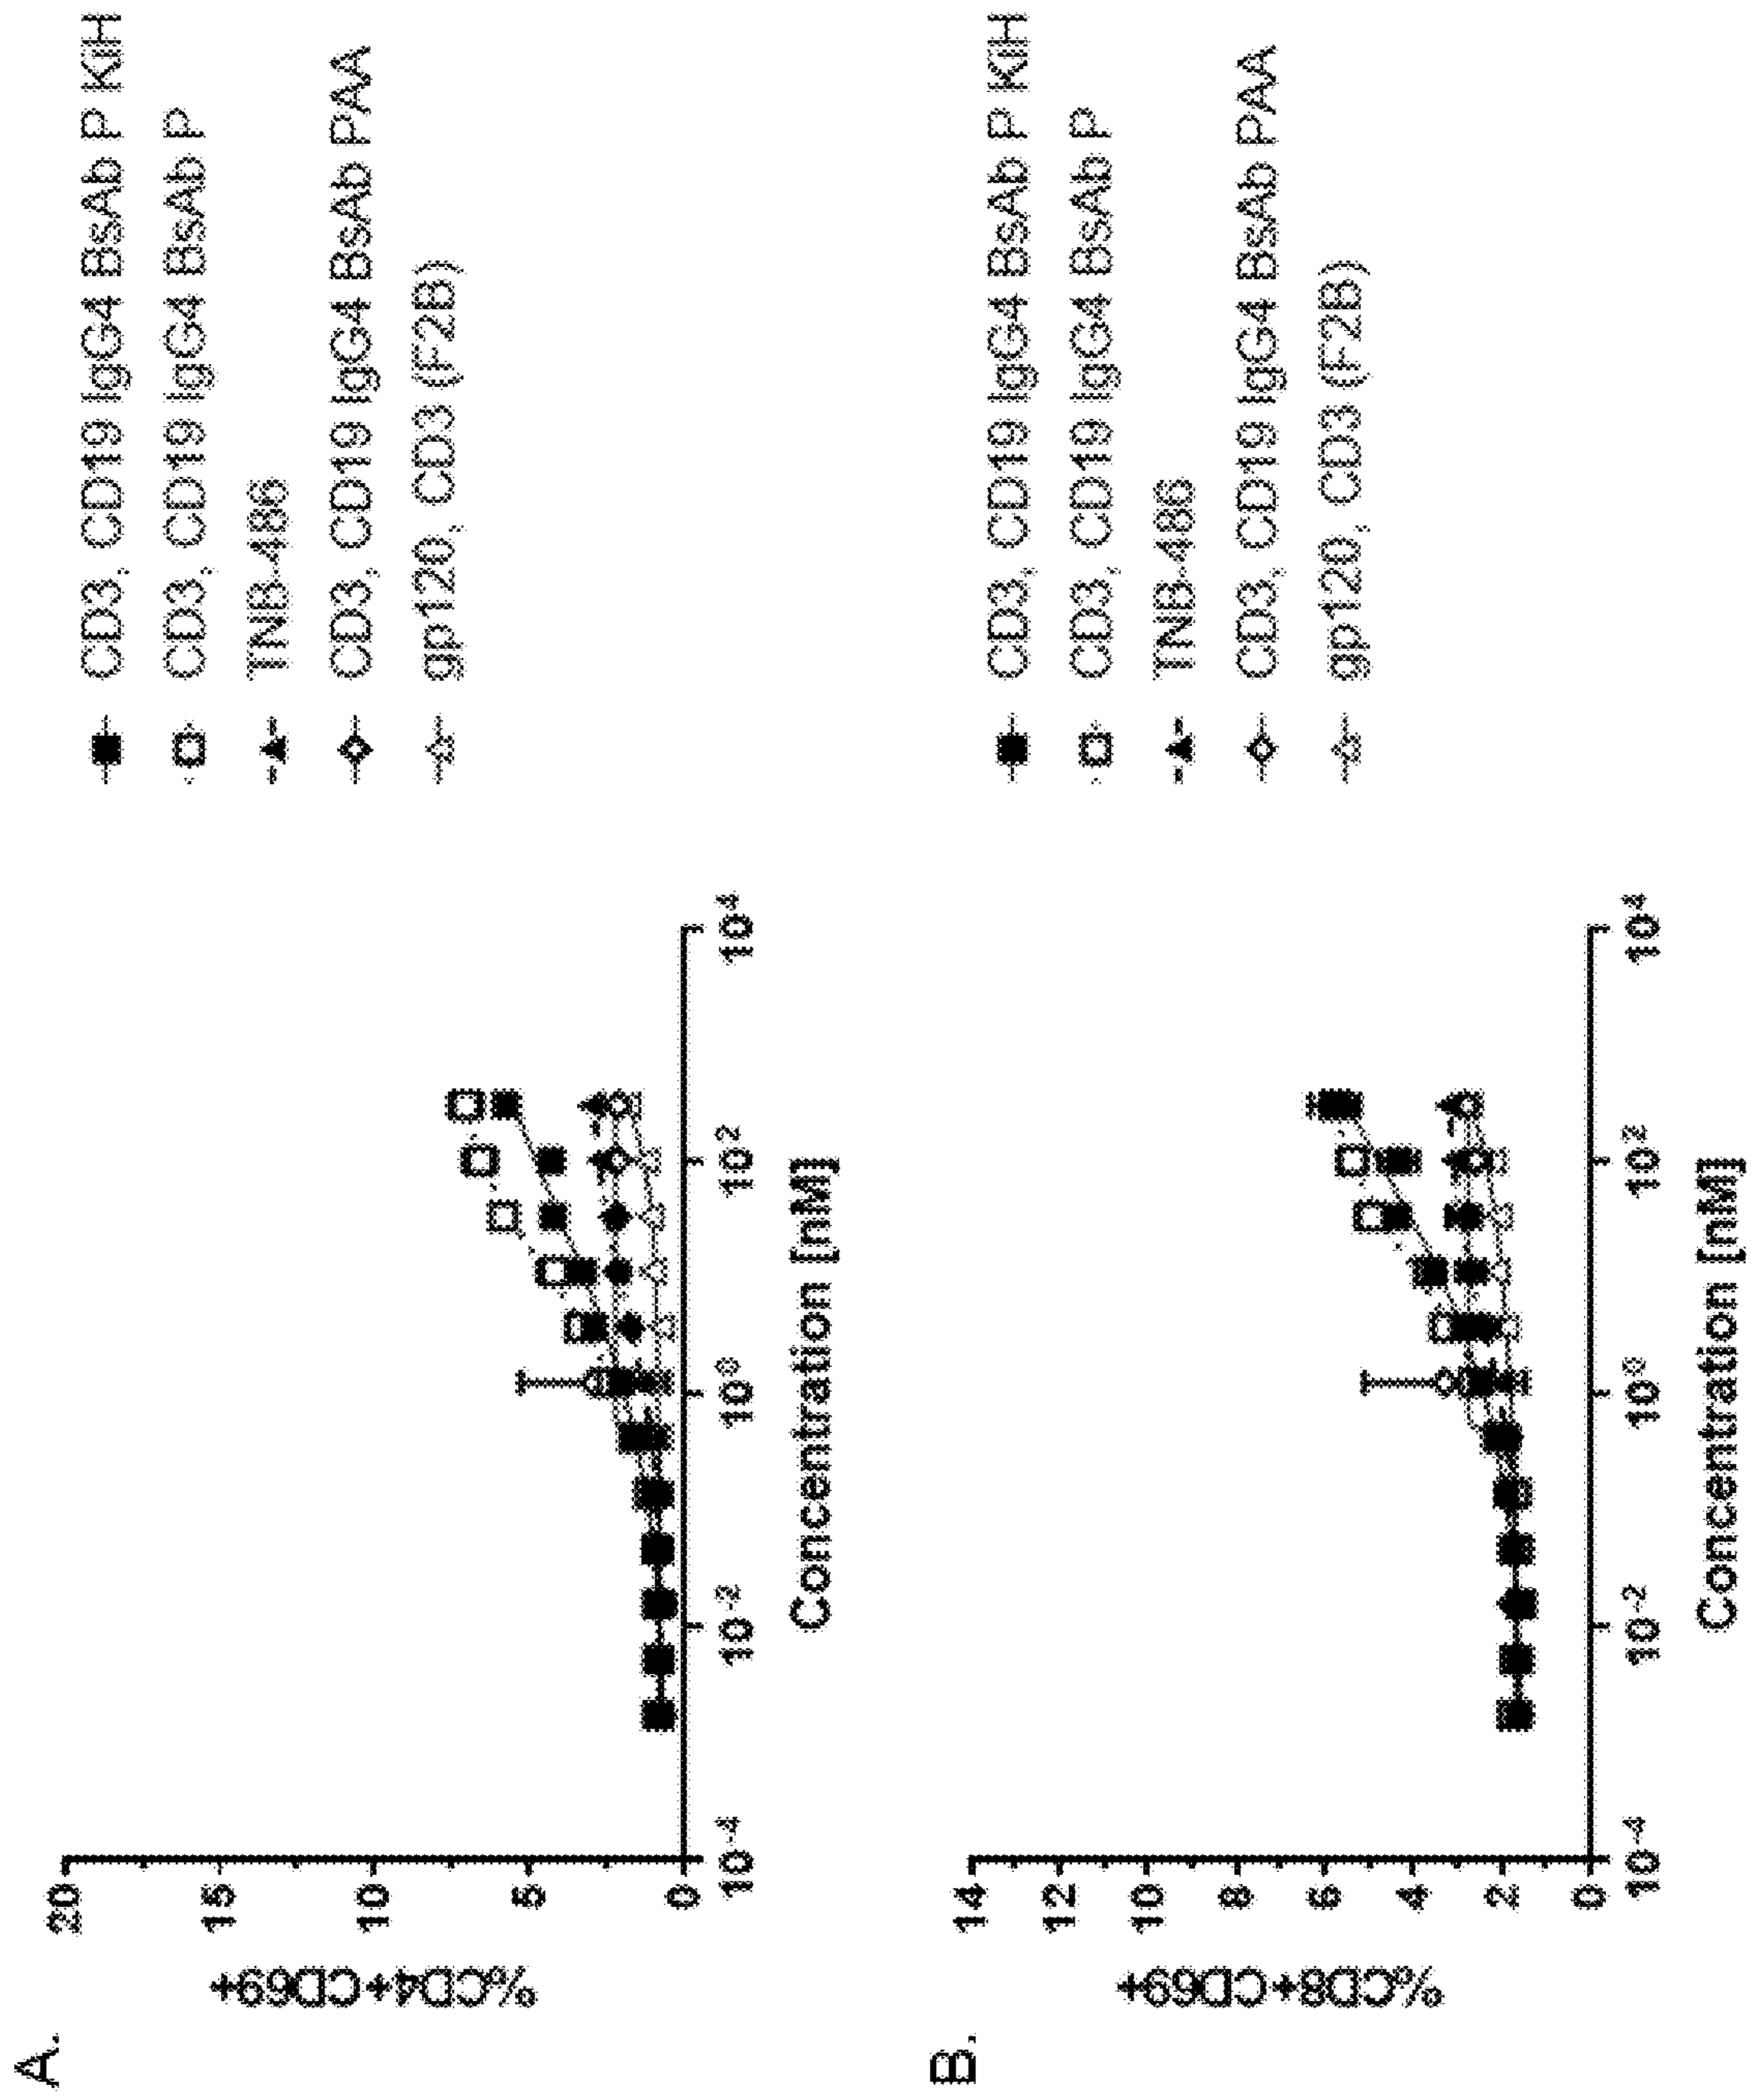 A.
%CD4+CD69+
20
15
10
5
0
10-4
10-2
100
102
104
Concentration [nM]
CD3, CD19 IgG4 BsAb P KiH
CD3, CD19 IgG4 BsAb P
TNB-486
CD3, CD19 IgG4 BsAb PAA
gp120, CD3 (F2B)
B.
%CD8+CD69+
14
12
10
8
6
4
2
0
10-4
10-2
100
102
104
Concentration [nM]
CD3, CD19 IgG4 BsAb P KiH
CD3, CD19 IgG4 BsAb P
TNB-486
CD3, CD19 IgG4 BsAb PAA
gp120, CD3 (F2B)